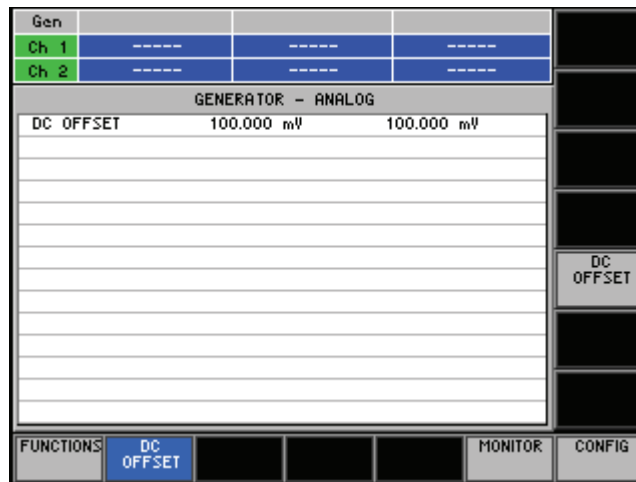 Gen
Ch 1 ----- ----- -----
Ch 2 ----- ----- -----
GENERATOR - ANALOG
DC OFFSET 100.000 mV 100.000 mV
DC
OFFSET
FUNCTIONS DC
OFFSET MONITOR CONFIG